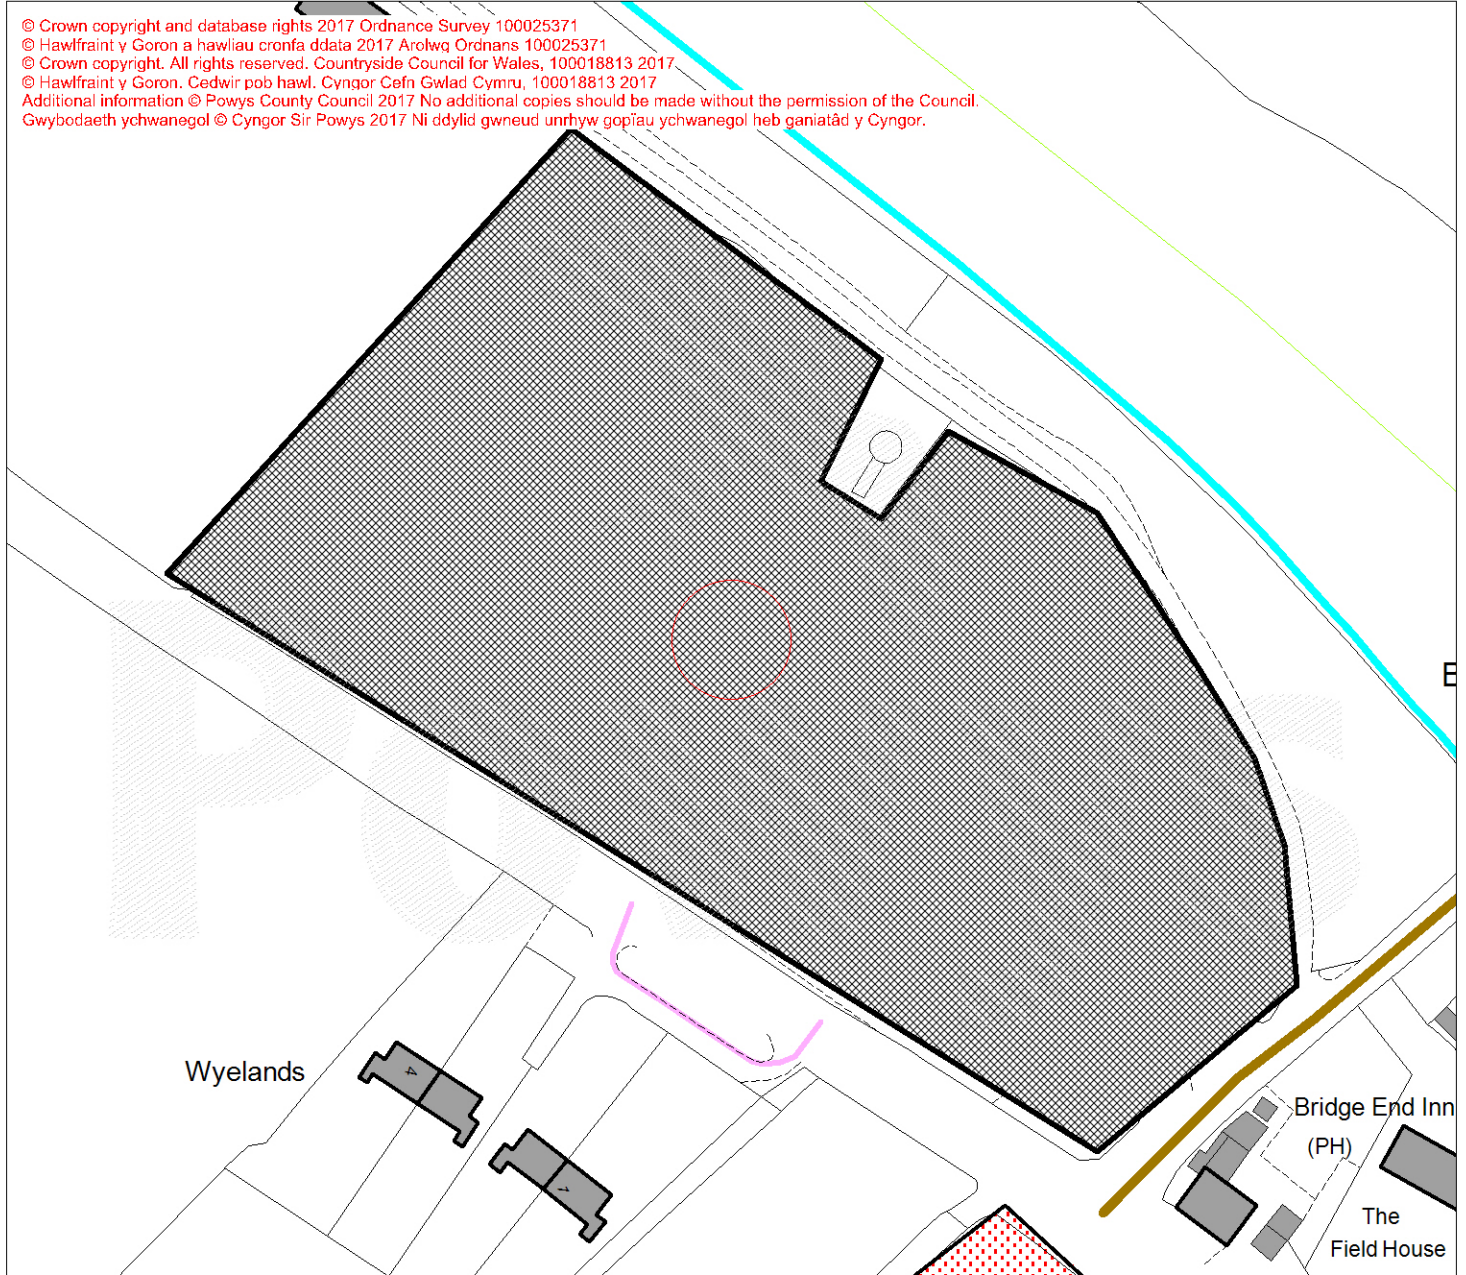 © Crown copyright and database rights 2017 Ordnance Survey 100025371
© Hawlfraint y Goron a hawliau cronfa ddata 2017 Arolwg Ordnans 100025371
© Crown copyright. All rights reserved. Countryside Council for Wales, 100018813 2017
© Hawlfraint y Goron. Cedwir pob hawl. Cyngor Cefn Gwlad Cymru, 100018813 2017
Additional information © Powys County Council 2017 No additional copies should be made without the permission of the Council.
Gwybodaeth ychwanegol © Cyngor Sir Powys 2017 Ni ddylid gwneud unrhyw gopïau ychwanegol heb ganiatâd y Cyngor.
Wyelands
4
1
Bridge End Inn
(PH)
The
Field House